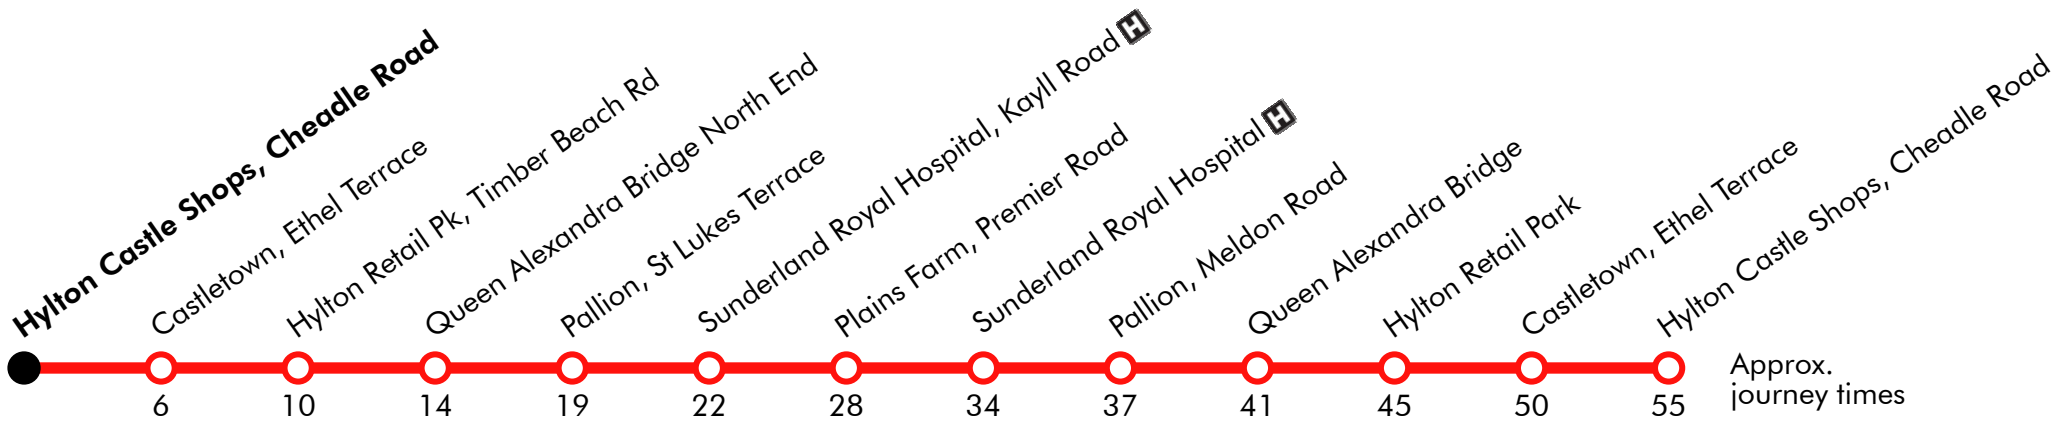 Hylton Castle Shops, Cheadle Road
Castletown, Ethel Terrace
Hylton Retail Pk, Timber Beach Rd
Queen Alexandra Bridge North End
Pallion, St Lukes Terrace
Sunderland Royal Hospital, Kayll Road H
Plains Farm, Premier Road
Sunderland Royal Hospital H
Pallion, Meldon Road
Queen Alexandra Bridge
Hylton Retail Park
Castletown, Ethel Terrace
Hylton Castle Shops, Cheadle Road
6 10 14 19 22 28 34 37 41 45 50 55
Approx.
journey times